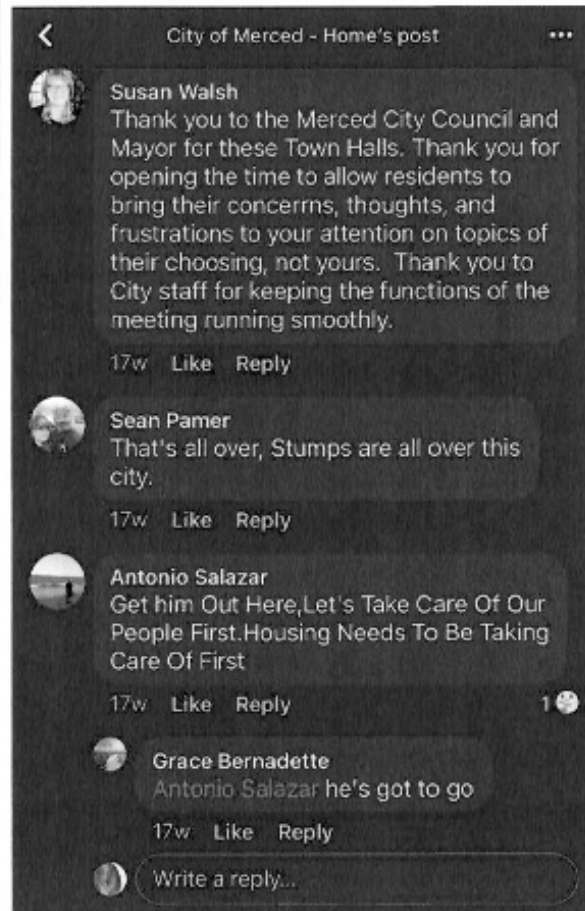 City of Merced - Home's post
Susan Walsh
Thank you to the Merced City Council and
Mayor for these Town Halls. Thank you for
opening the time to allow residents to
bring their concerrns, thoughts, and
frustrations to your attention on topics of
their choosing, not yours.  Thank you to
City staff for keeping the functions of the
meeting running smoothly.
17w Like Reply
Sean Pamer
That's all over, Stumps are all over this
city.
17w Like Reply
Antonio Salazar
Get him Out Here,Let's Take Care Of Our
People First.Housing Needs To Be Taking
Care Of First
17w Like Reply 1
Grace Bernadette
Antonio Salazar he's got to go
17w Like Reply
Write a reply...